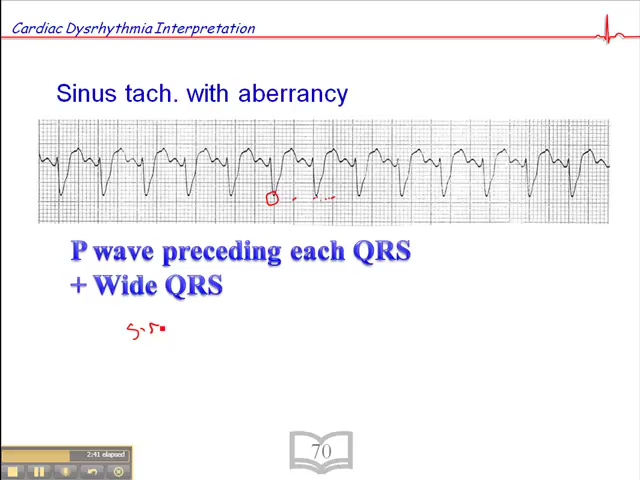 Cardiac Dysrhythmia Interpretation
Sinus tach. with aberrancy
P wave preceding each QRS
+ Wide QRS
70
2:41 elapsed